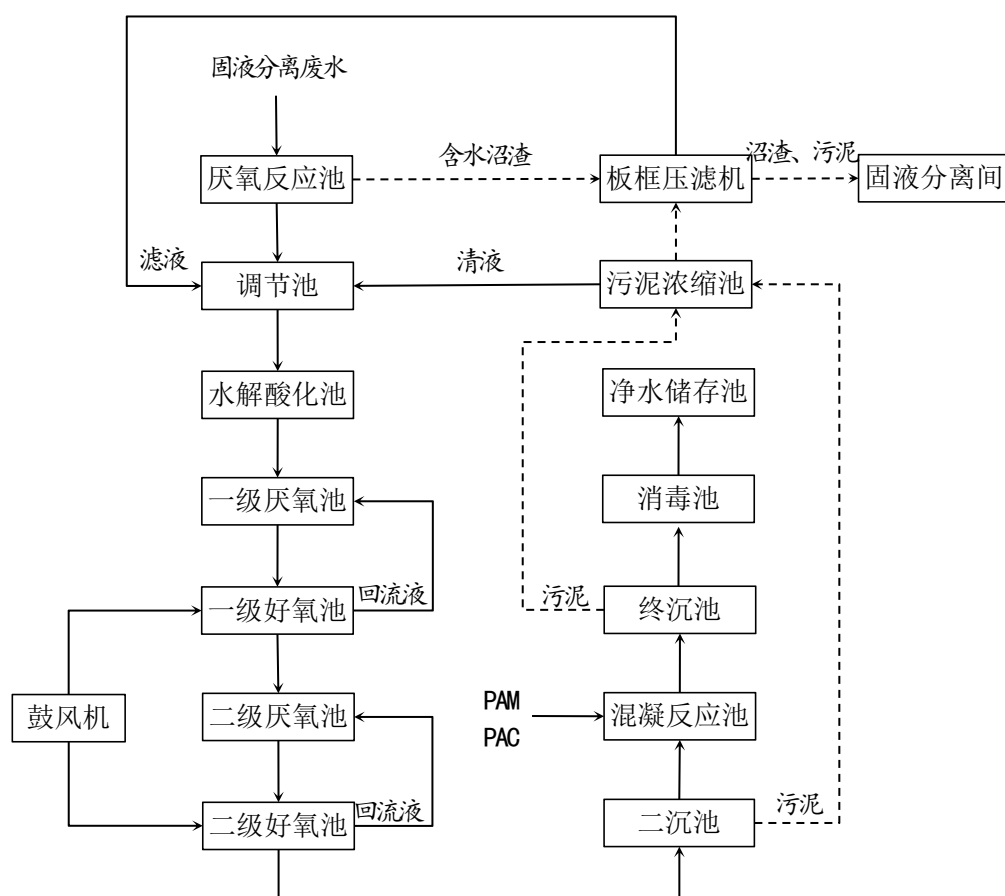 固液分离废水
含水沼渣
沼渣、污泥
厌氧反应池
板框压滤机
固液分离间
滤液
清液
调节池
污泥浓缩池
水解酸化池
净水储存池
一级厌氧池
消毒池
回流液
污泥
一级好氧池
终沉池
鼓风机
二级厌氧池
PAM
PAC
混凝反应池
回流液
污泥
二级好氧池
二沉池